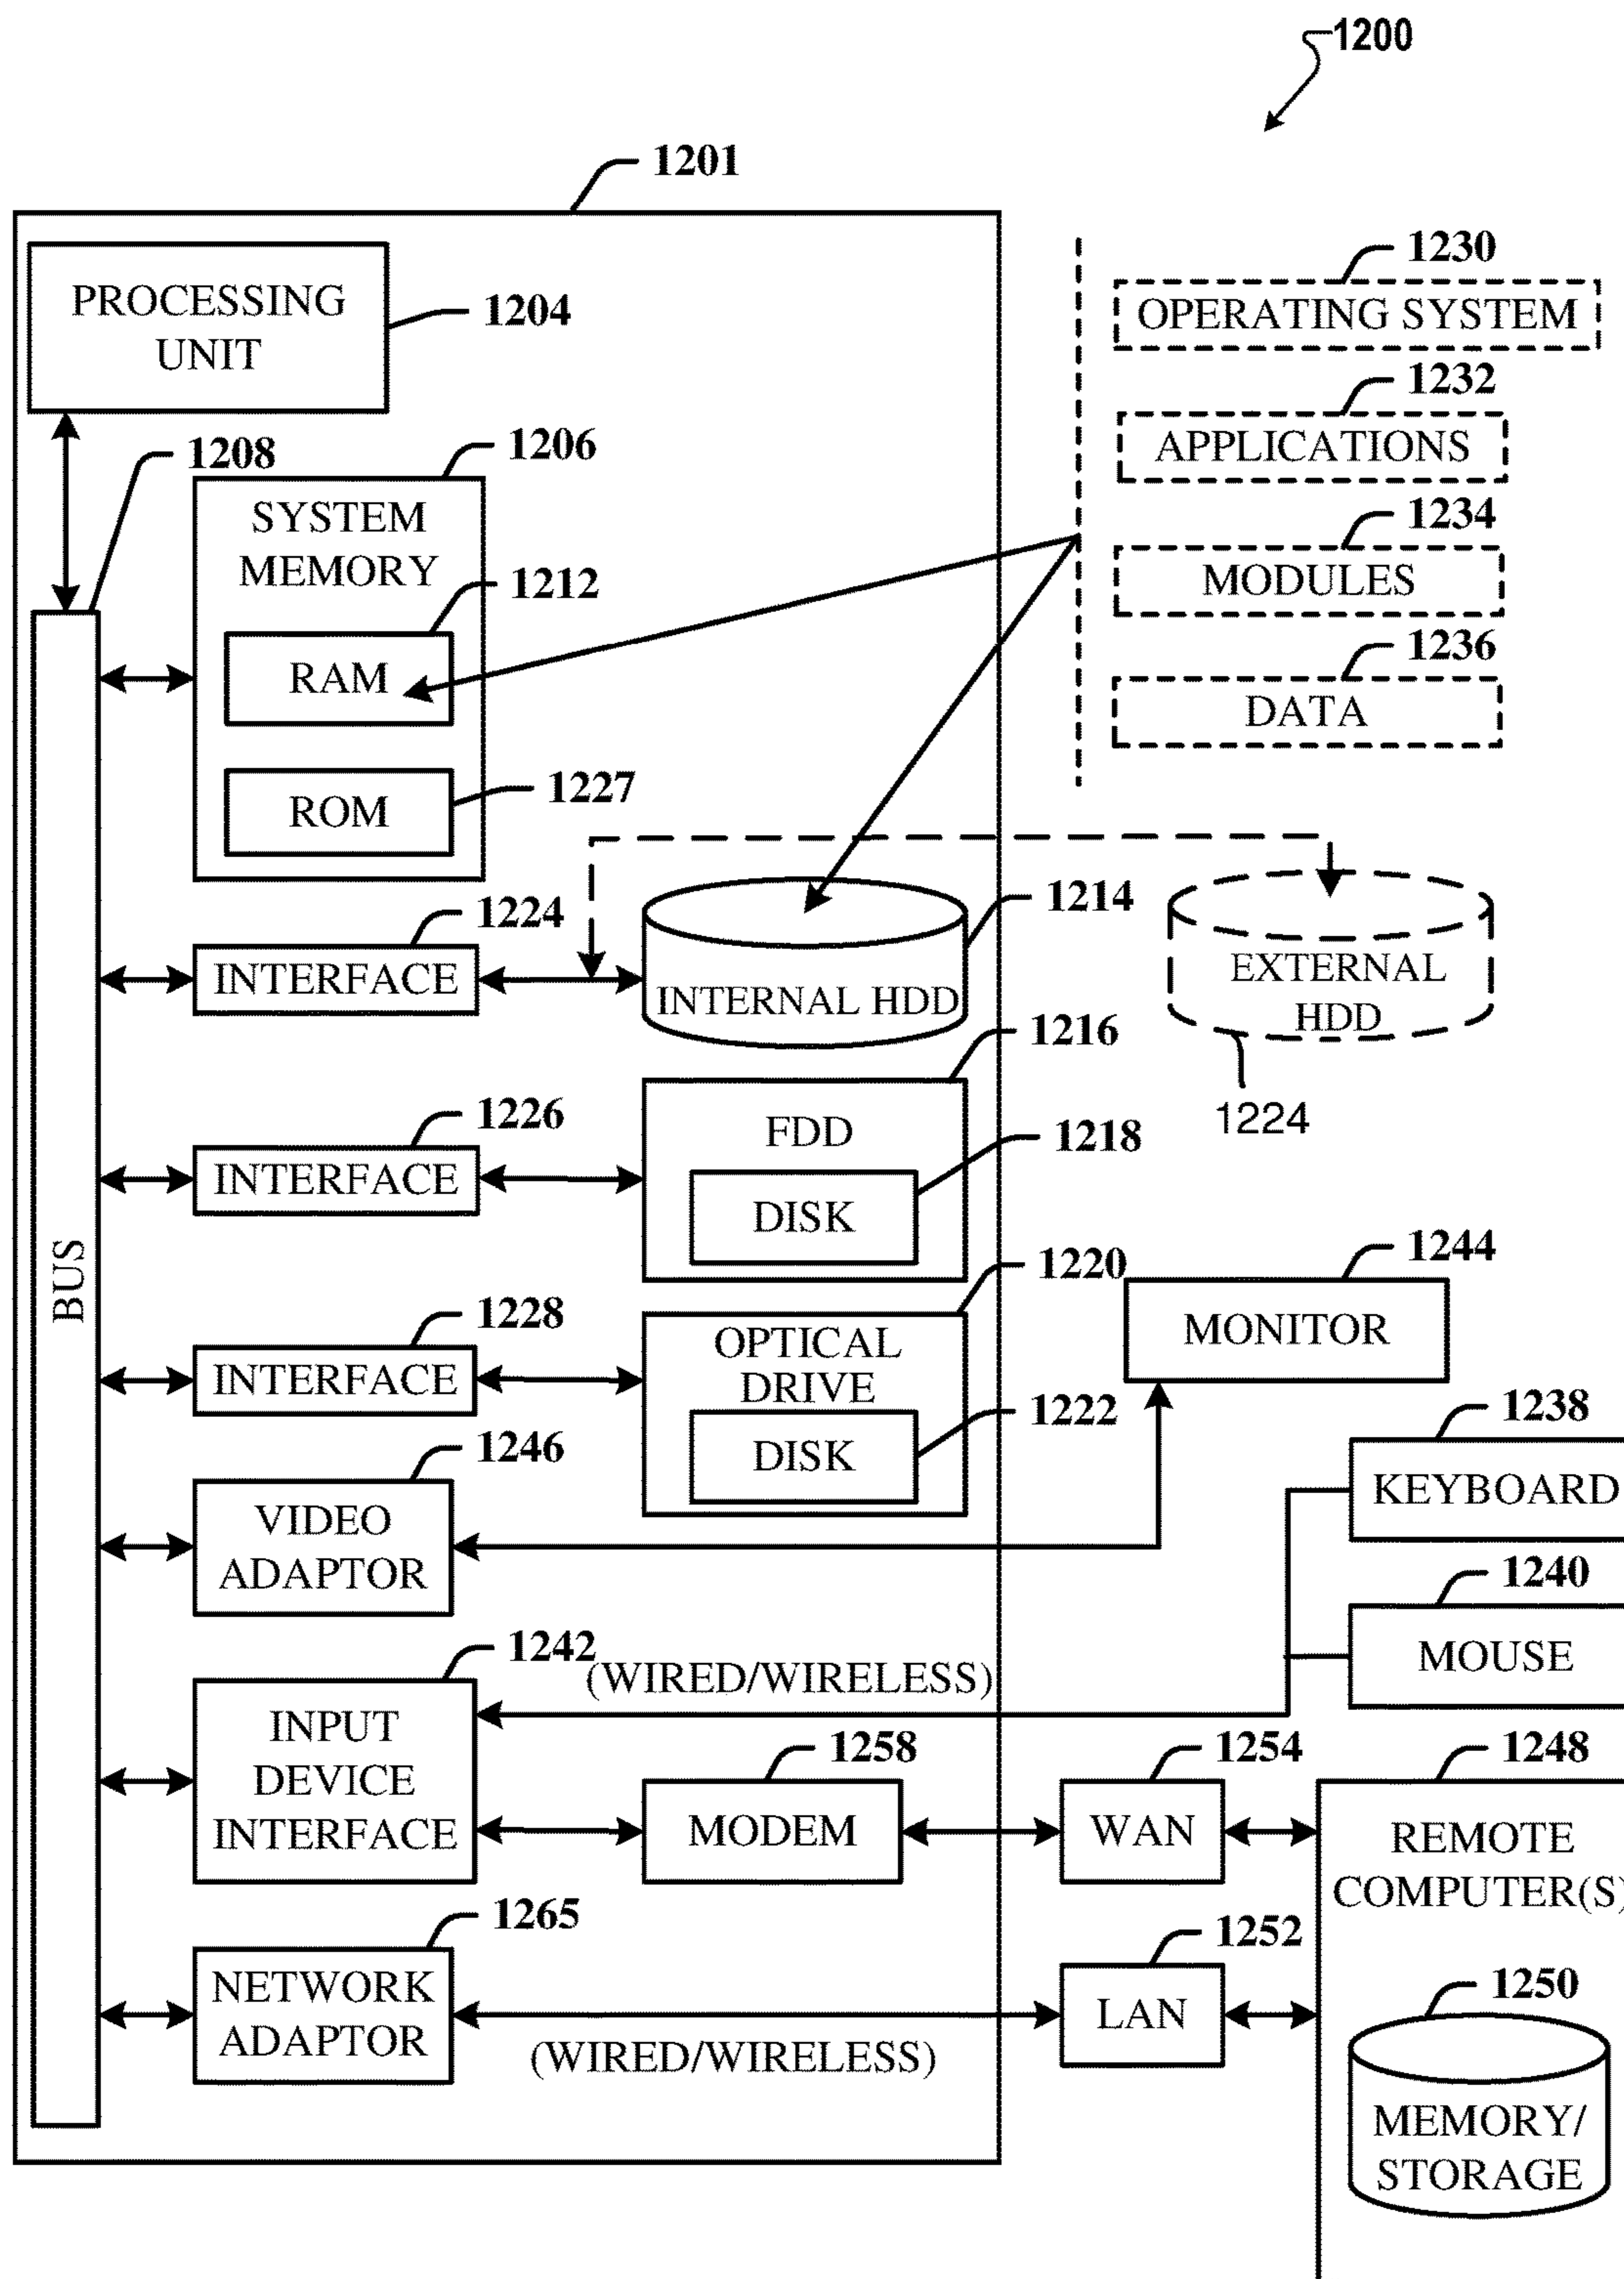 1200
1201
PROCESSING
UNIT
1204
1208
1206
SYSTEM
MEMORY
1212
RAM
ROM
1227
1230
OPERATING SYSTEM
1232
APPLICATIONS
1234
MODULES
1236
DATA
1224
INTERFACE
INTERNAL HDD
1214
EXTERNAL
HDD
1224
1226
INTERFACE
1216
FDD
1218
DISK
BUS
1228
INTERFACE
1220
OPTICAL
DRIVE
1222
DISK
1244
MONITOR
1246
VIDEO
ADAPTOR
1238
KEYBOARD
1240
MOUSE
1242
(WIRED/WIRELESS)
INPUT
DEVICE
INTERFACE
1258
MODEM
1254
WAN
1248
REMOTE
COMPUTER(S)
1265
NETWORK
ADAPTOR
(WIRED/WIRELESS)
1252
LAN
1250
MEMORY/
STORAGE